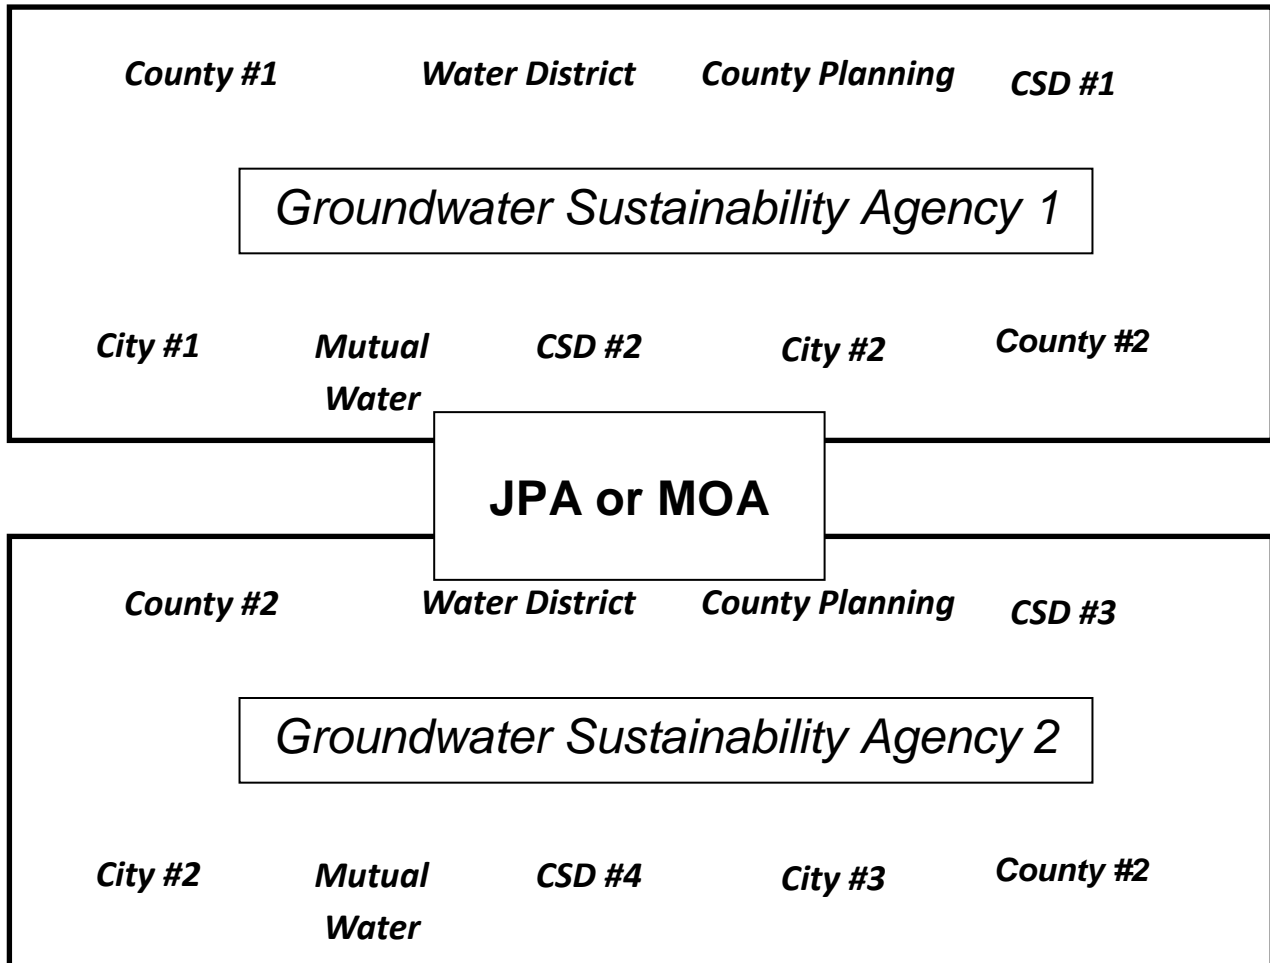 County #1 Water District County Planning CSD #1
Groundwater Sustainability Agency 1
City #1 Mutual CSD #2 City #2 County #2
Water
JPA or MOA
County #2 Water District County Planning CSD #3
Groundwater Sustainability Agency 2
City #2 Mutual CSD #4 City #3 County #2
Water